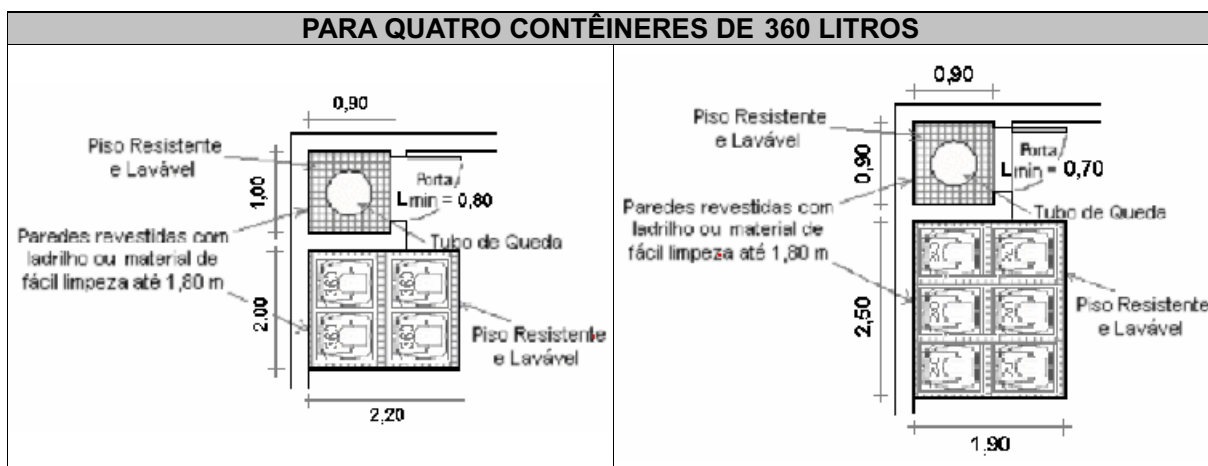 PARA QUATRO CONTÊINERES DE 360 LITROS
0,90
Piso Resistente
e Lavável
1,00
Porta
Lmin = 0,80
Tubo de Queda
Paredes revestidas com
ladrilho ou material de
fácil limpeza até 1,80 m
360
360
360
360
2,00
Piso Resistente
e Lavável
2,20
0,90
Piso Resistente
e Lavável
0,90
Porta
Lmin = 0,70
Tubo de Queda
Paredes revestidas com
ladrilho ou material de
fácil limpeza até 1,80 m
2,50
Piso Resistente
e Lavável
1,90